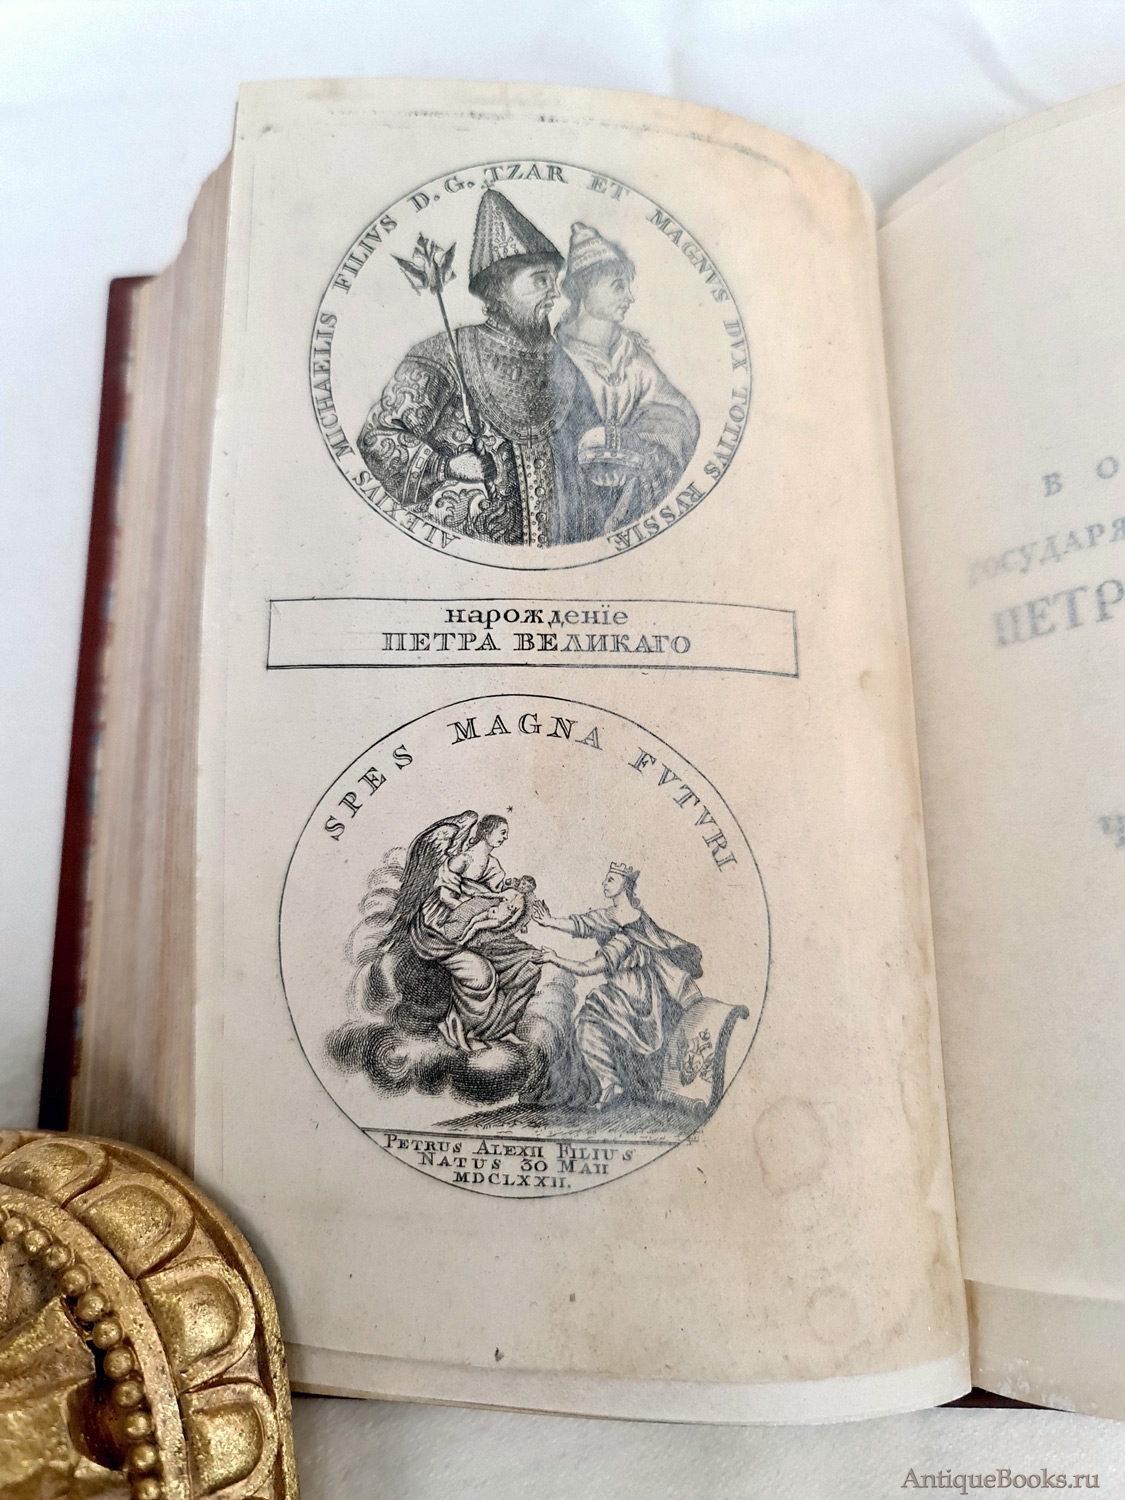 ALEXIVS MICHAELIS FILIVS D. G. TZAR ET MAGNVS DVX TOTIVS RVSSIÆ
нарожденїе
ПЕТРА ВЕЛИКАГО
SPES MAGNA FVTVRI
PETRUS ALEXII FILIUS
NATUS 30 MAII
MDCLXXII.
ГОСУДАРЯ
ПЕТР
AntiqueBooks.ru